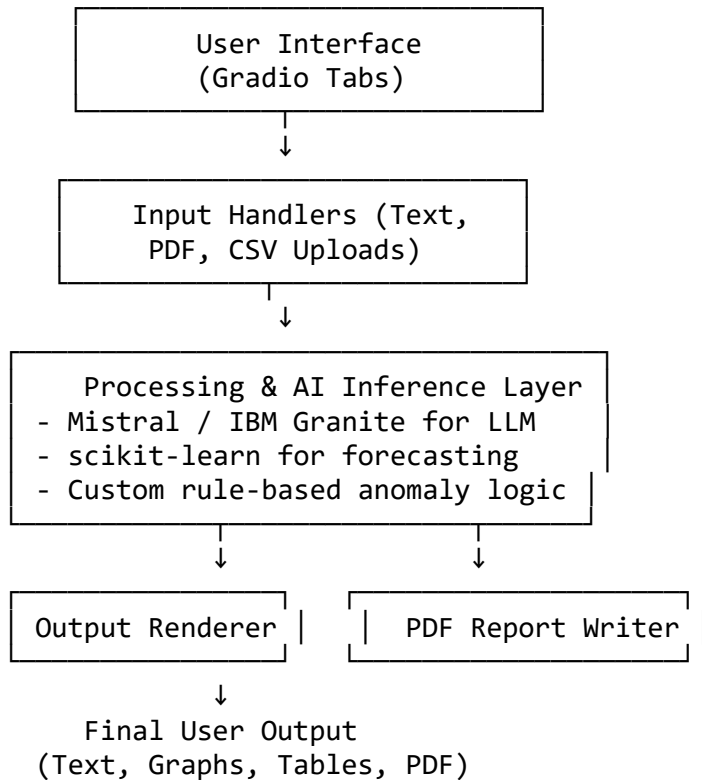 User Interface
(Gradio Tabs)
Input Handlers (Text,
PDF, CSV Uploads)
Processing & AI Inference Layer
- Mistral / IBM Granite for LLM
- scikit-learn for forecasting
- Custom rule-based anomaly logic
Output Renderer
PDF Report Writer
Final User Output
(Text, Graphs, Tables, PDF)